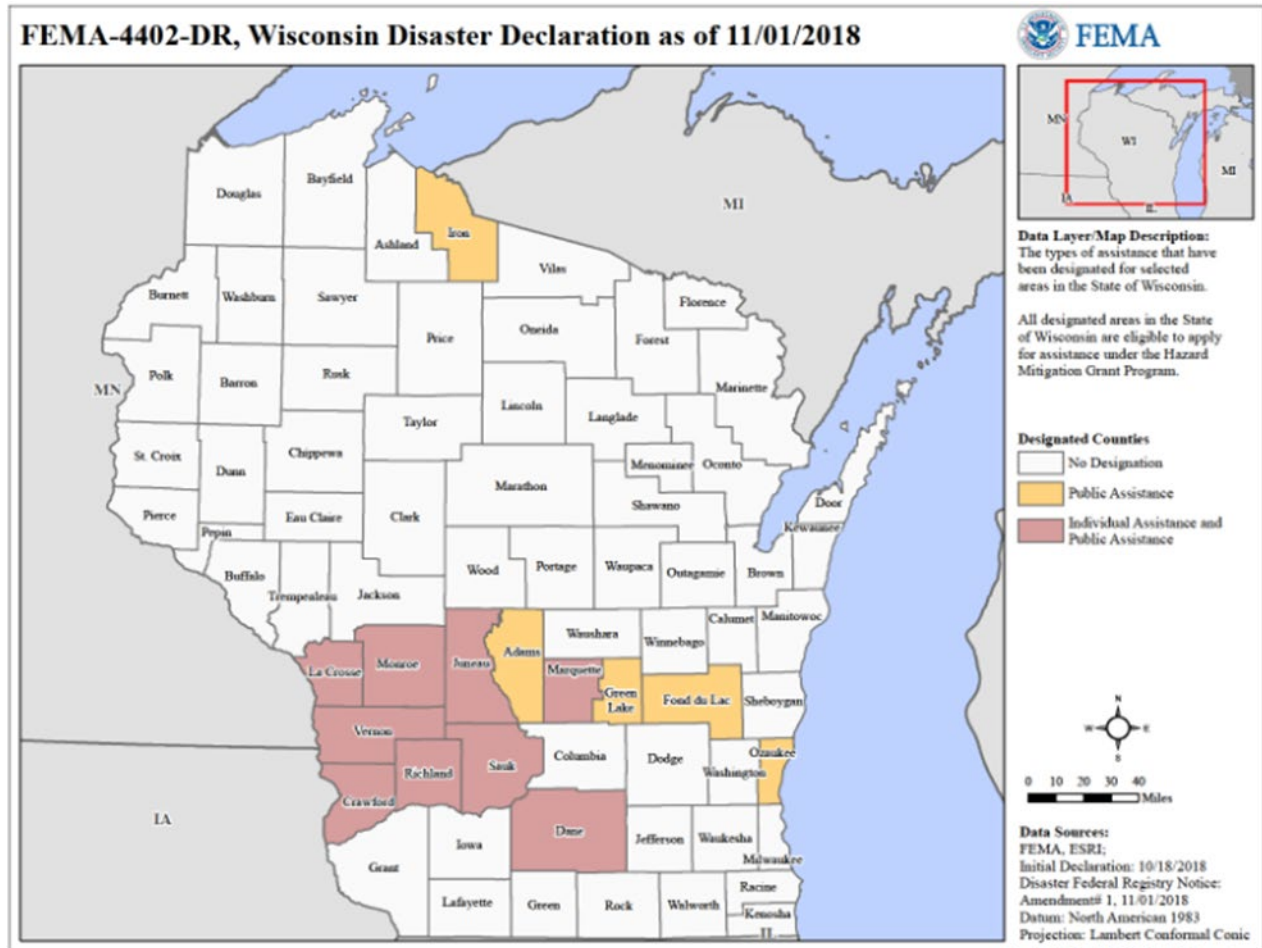 FEMA-4402-DR, Wisconsin Disaster Declaration as of 11/01/2018
FEMA
MN
WI
MI
IA
IL
Data Layer/Map Description:
The types of assistance that have
been designated for selected
areas in the State of Wisconsin.
All designated areas in the State
of Wisconsin are eligible to apply
for assistance under the Hazard
Mitigation Grant Program.
Designated Counties
No Designation
Public Assistance
Individual Assistance and
Public Assistance
N
W
E
S
0 10 20 30 40
Miles
Data Sources:
FEMA, ESRI;
Initial Declaration: 10/18/2018
Disaster Federal Registry Notice:
Amendment# 1, 11/01/2018
Datum: North American 1983
Projection: Lambert Conformal Conic
MI
MN
IA
IL
Douglas
Bayfield
Ashland
Iron
Vilas
Burnett
Washburn
Sawyer
Price
Oneida
Forest
Florence
Polk
Barron
Rusk
Taylor
Lincoln
Langlade
Marinette
St. Croix
Dunn
Chippewa
Marathon
Menominee
Oconto
Pierce
Pepin
Eau Claire
Clark
Shawano
Door
Kewaunee
Buffalo
Trempealeau
Jackson
Wood
Portage
Waupaca
Outagamie
Brown
La Crosse
Monroe
Juneau
Adams
Waushara
Winnebago
Calumet
Manitowoc
Marquette
Green
Lake
Fond du Lac
Sheboygan
Vernon
Richland
Sauk
Columbia
Dodge
Washington
Ozaukee
Crawford
Grant
Iowa
Dane
Jefferson
Waukesha
Milwaukee
Lafayette
Green
Rock
Walworth
Racine
Kenosha